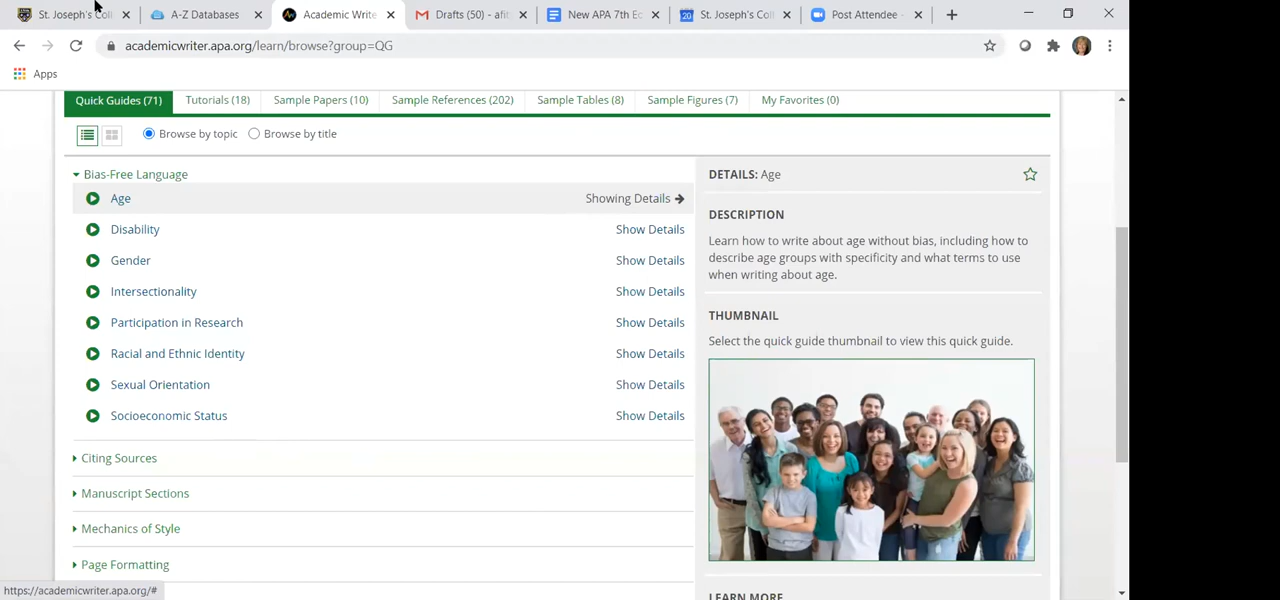 St. Joseph's Coll
A-Z Databases
Academic Write
Drafts (50) - afit
New APA 7th Ec
20
St. Joseph's Coll
Post Attendee -
academicwriter.apa.org/learn/browse?group=QG
Apps
Quick Guides (71)
Tutorials (18)
Sample Papers (10)
Sample References (202)
Sample Tables (8)
Sample Figures (7)
My Favorites (0)
Browse by topic
Browse by title
Bias-Free Language
Age
Showing Details
Disability
Show Details
Gender
Show Details
Intersectionality
Show Details
Participation in Research
Show Details
Racial and Ethnic Identity
Show Details
Sexual Orientation
Show Details
Socioeconomic Status
Show Details
Citing Sources
Manuscript Sections
Mechanics of Style
Page Formatting
DETAILS: Age
DESCRIPTION
Learn how to write about age without bias, including how to
describe age groups with specificity and what terms to use
when writing about age.
THUMBNAIL
Select the quick guide thumbnail to view this quick guide.
LEARN MORE
https://academicwriter.apa.org/#